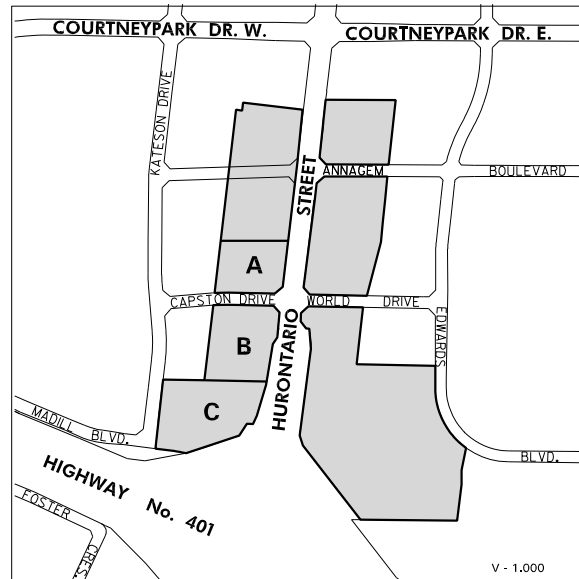 COURTNEYPARK DR. W.
COURTNEYPARK DR. E.
KATESON DRIVE
STREET
ANNAGEM
BOULEVARD
A
CAPSTON DRIVE
WORLD DRIVE
EDWARDS
HURONTARIO
B
C
MADILL BLVD.
BLVD.
HIGHWAY No. 401
FOSTER
CRES.
V - 1.000